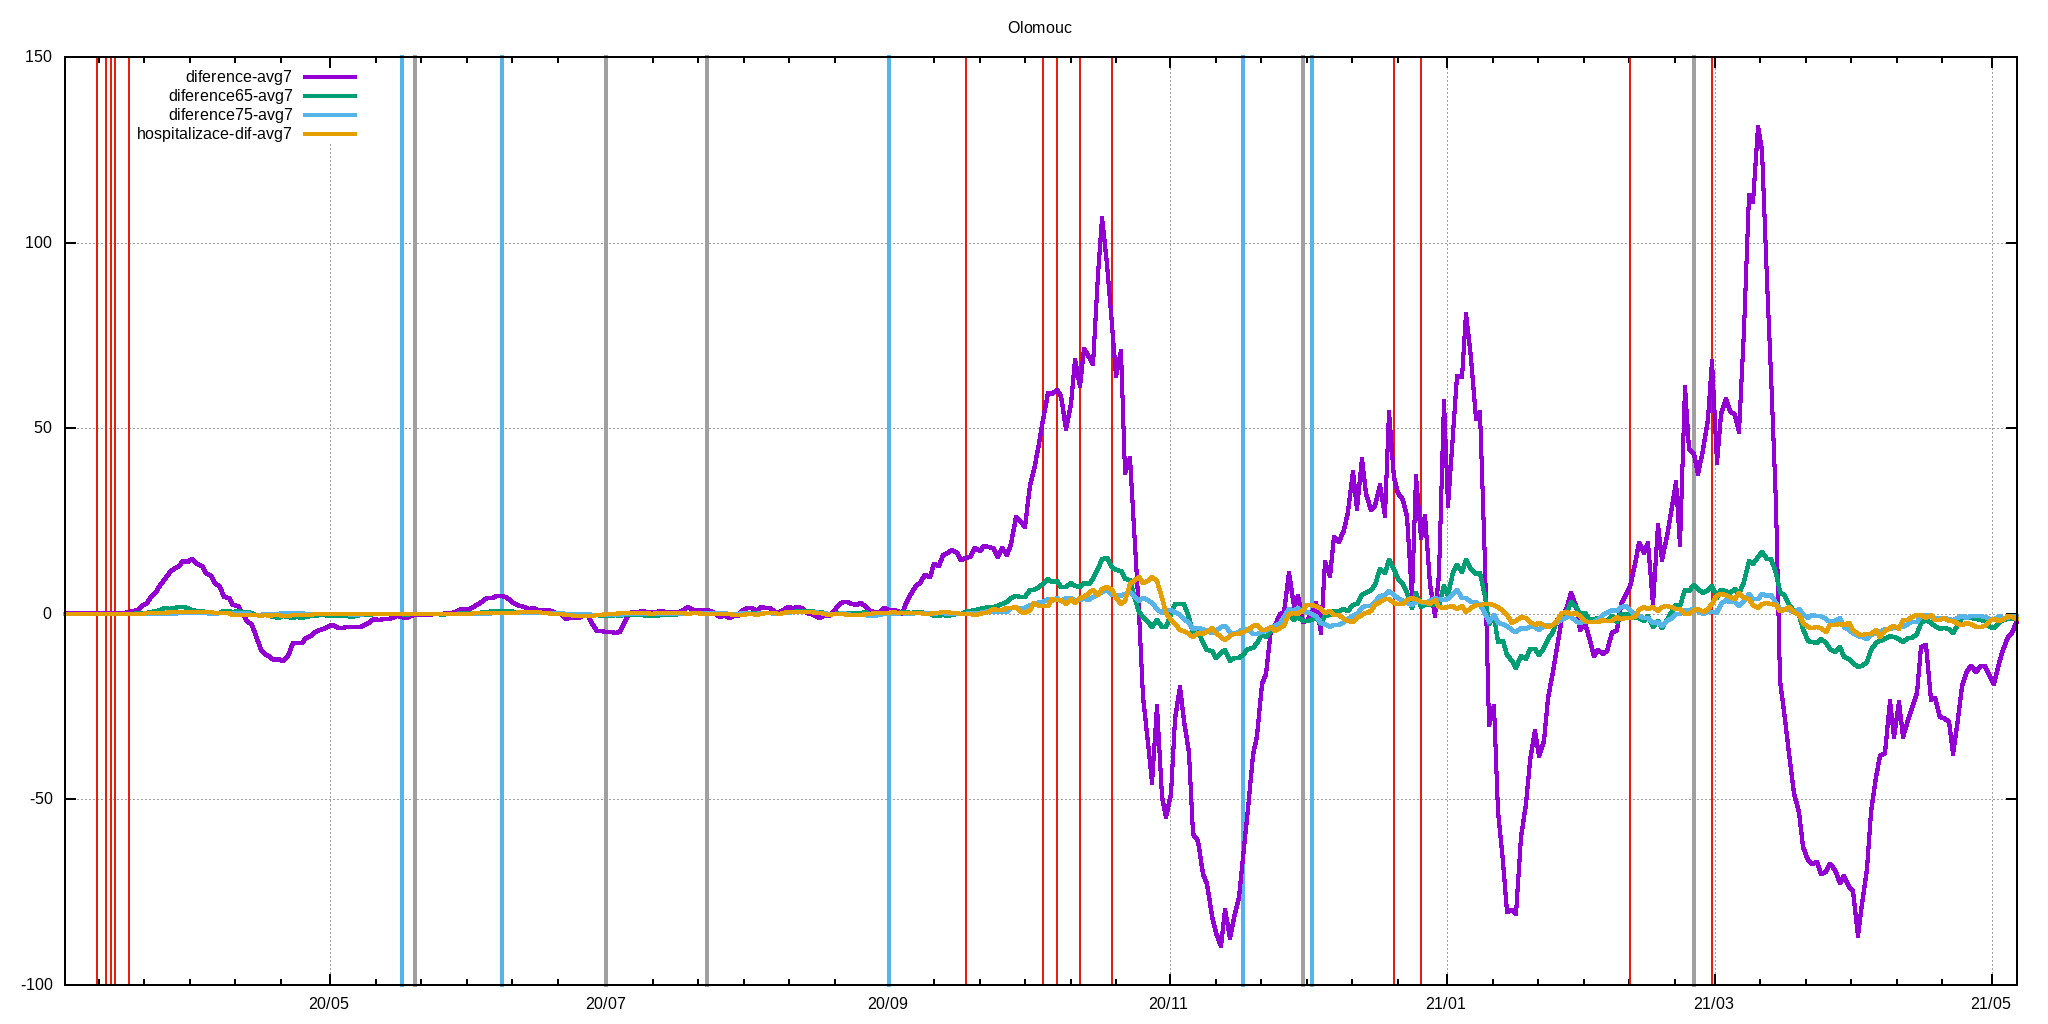 Olomouc
150
100
50
0
-50
-100
diference-avg7
diference65-avg7
diference75-avg7
hospitalizace-dif-avg7
20/05 20/07 20/09 20/11 21/01 21/03 21/05